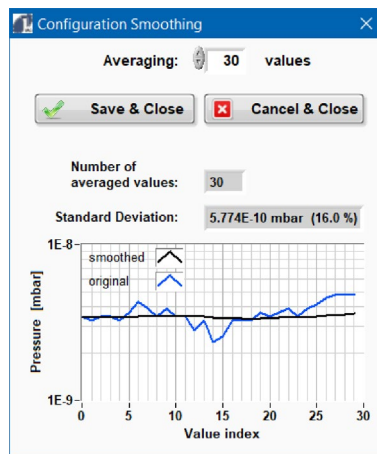 Configuration Smoothing
Averaging: 30 values
Save & Close Cancel & Close
Number of
averaged values: 30
Standard Deviation: 5.774E-10 mbar (16.0 %)
1E-8
smoothed
original
Pressure [mbar]
1E-9
0 5 10 15 20 25 30
Value index